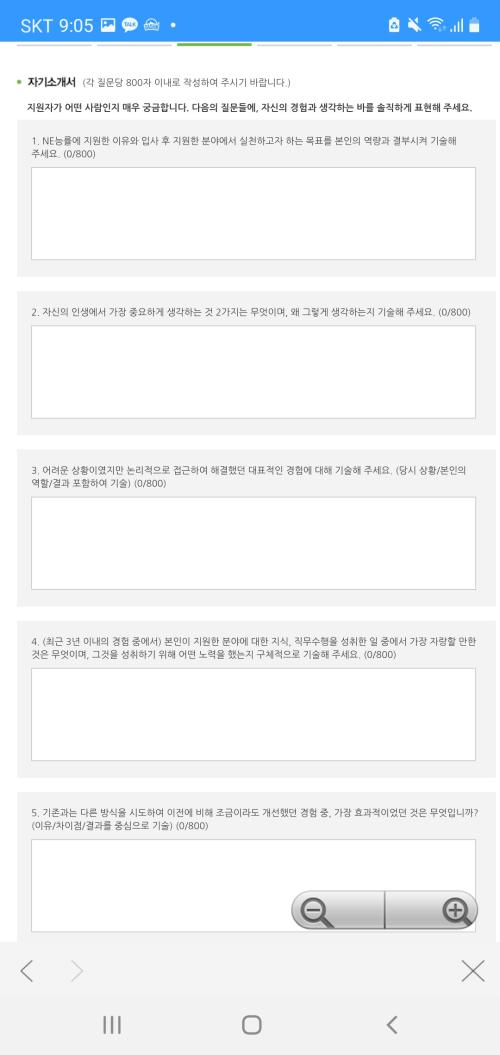 SKT 9:05
TALK
자기소개서 (각 질문당 800자 이내로 작성하여 주시기 바랍니다.)
지원자가 어떤 사람인지 매우 궁금합니다. 다음의 질문들에, 자신의 경험과 생각하는 바를 솔직하게 표현해 주세요.
1. NE능률에 지원한 이유와 입사 후 지원한 분야에서 실천하고자 하는 목표를 본인의 역량과 결부시켜 기술해
주세요. (0/800)
2. 자신의 인생에서 가장 중요하게 생각하는 것 2가지는 무엇이며, 왜 그렇게 생각하는지 기술해 주세요. (0/800)
3. 어려운 상황이였지만 논리적으로 접근하여 해결했던 대표적인 경험에 대해 기술해 주세요. (당시 상황/본인의
역할/결과 포함하여 기술) (0/800)
4. (최근 3년 이내의 경험 중에서) 본인이 지원한 분야에 대한 지식, 직무수행을 성취한 일 중에서 가장 자랑할 만한
것은 무엇이며, 그것을 성취하기 위해 어떤 노력을 했는지 구체적으로 기술해 주세요. (0/800)
5. 기존과는 다른 방식을 시도하여 이전에 비해 조금이라도 개선했던 경험 중, 가장 효과적이었던 것은 무엇입니까?
(이유/차이점/결과를 중심으로 기술) (0/800)